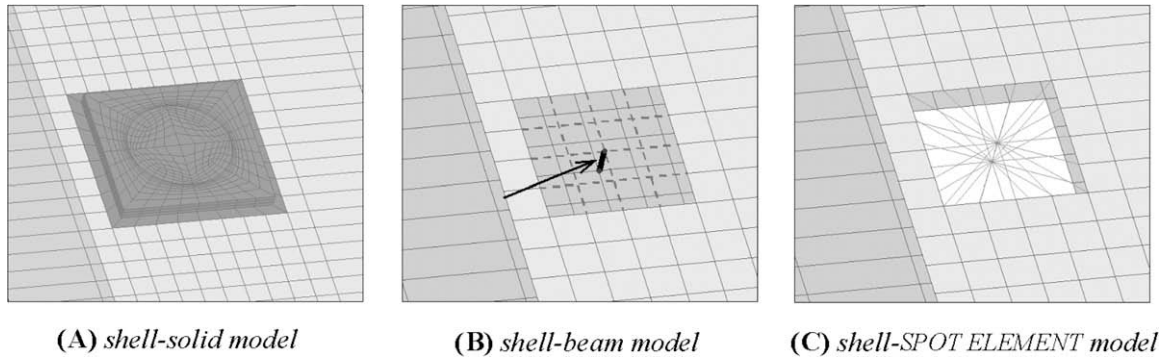 (A) shell-solid model
(B) shell-beam model
(C) shell-SPOT ELEMENT model